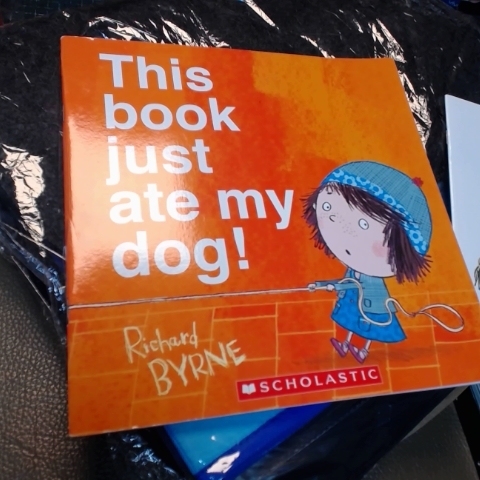 This
book
just
ate my
dog!
Richard
BYRNE
SCHOLASTIC